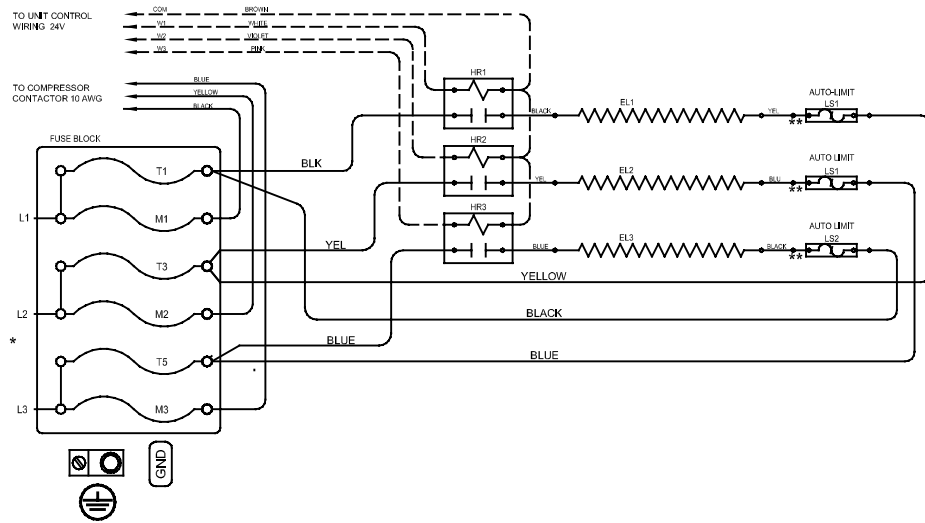 TO UNIT CONTROL
WIRING 24V
COM BROWN
W1 WHITE
W2 VIOLET
W3 PINK
TO COMPRESSOR
CONTACTOR 10 AWG
BLUE
YELLOW
BLACK
FUSE BLOCK
HR1
BLACK
EL1
YEL
**
AUTO-LIMIT
LS1
T1
BLK
HR2
YEL
EL2
BLU
**
AUTO LIMIT
LS1
L1
M1
HR3
BLUE
EL3
BLACK
**
AUTO LIMIT
LS2
YEL
T3
YELLOW
L2
M2
BLACK
*
BLUE
T5
BLUE
L3
M3
GND